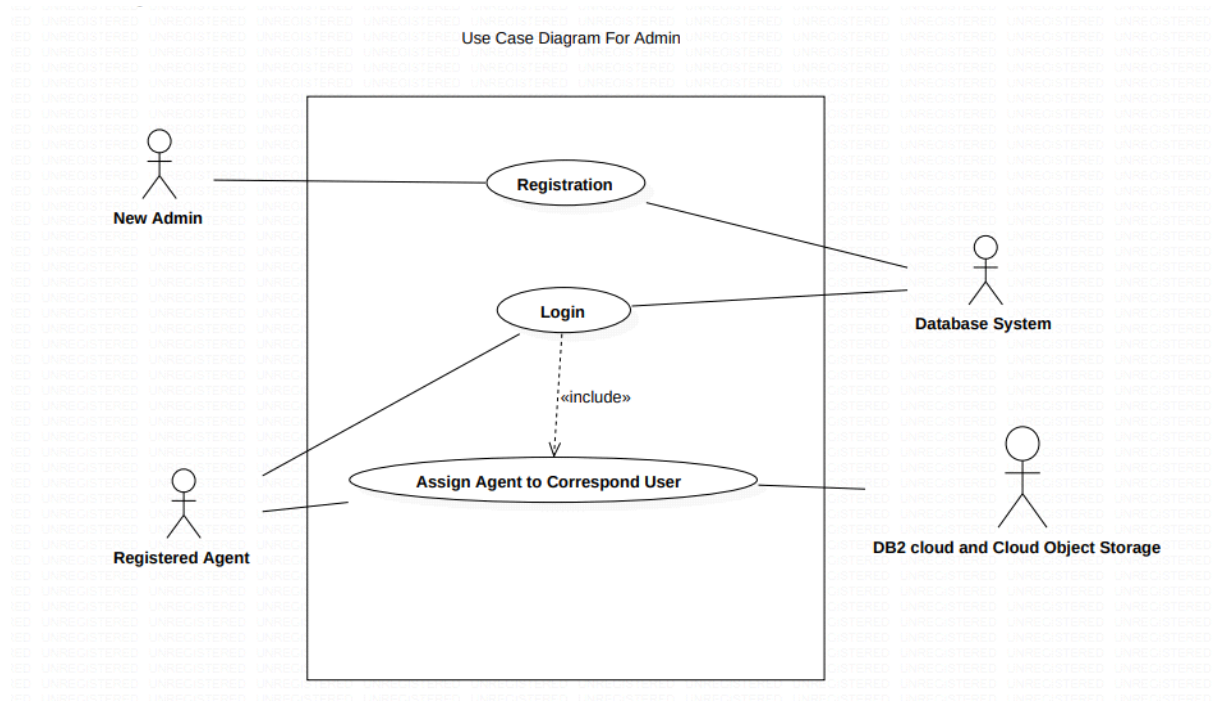 Use Case Diagram For Admin
Registration
New Admin
Database System
Login
«include»
Assign Agent to Correspond User
Registered Agent
DB2 cloud and Cloud Object Storage
UNREGISTERED